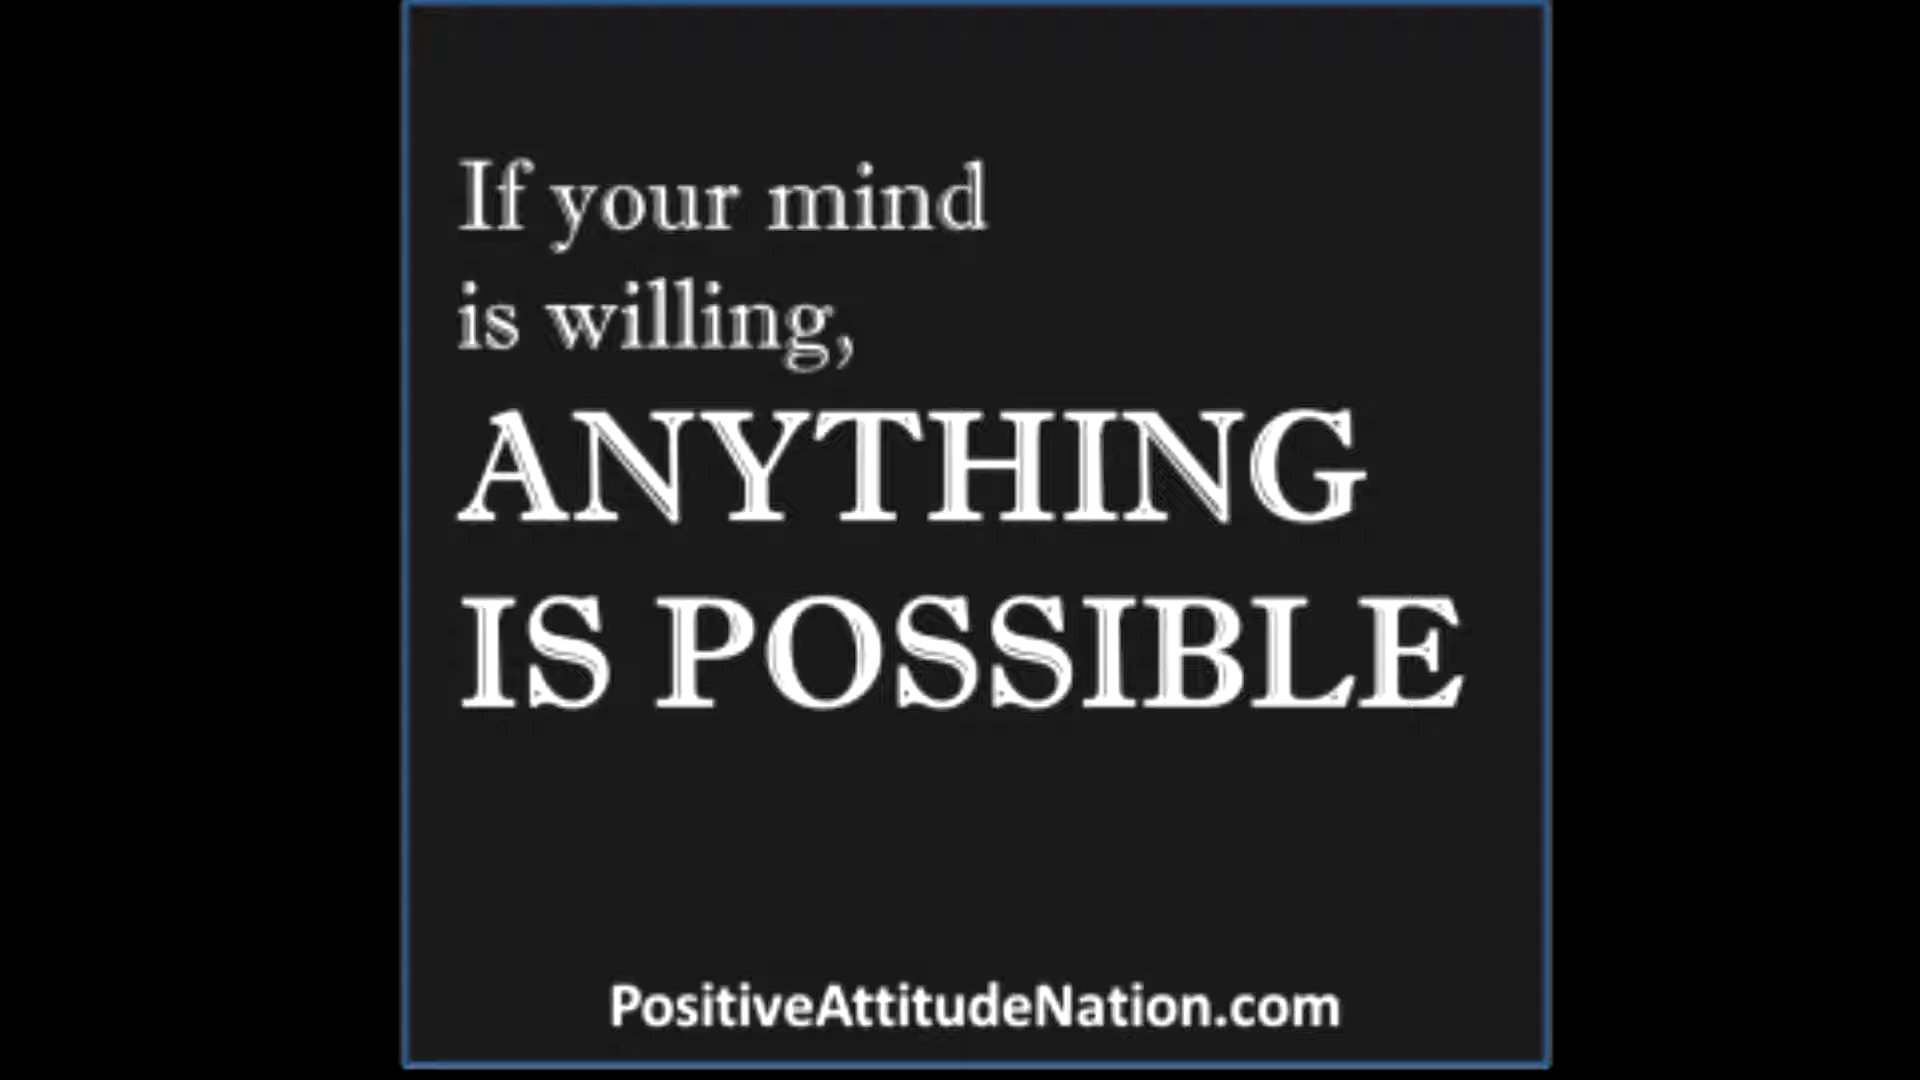 If your mind
is willing,
ANYTHING
IS POSSIBLE
PositiveAttitudeNation.com